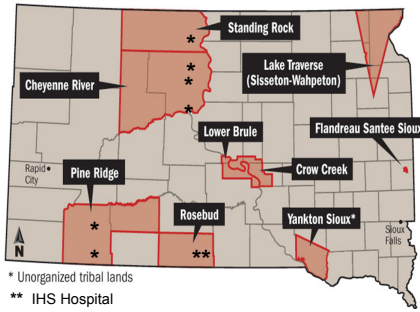 Standing Rock
Lake Traverse
(Sisseton-Wahpeton)
Cheyenne River
Lower Brule
Flandreau Santee Sioux
Rapid
City
Pine Ridge
Crow Creek
Rosebud
Yankton Sioux*
Sioux
Falls
N
* Unorganized tribal lands
** IHS Hospital